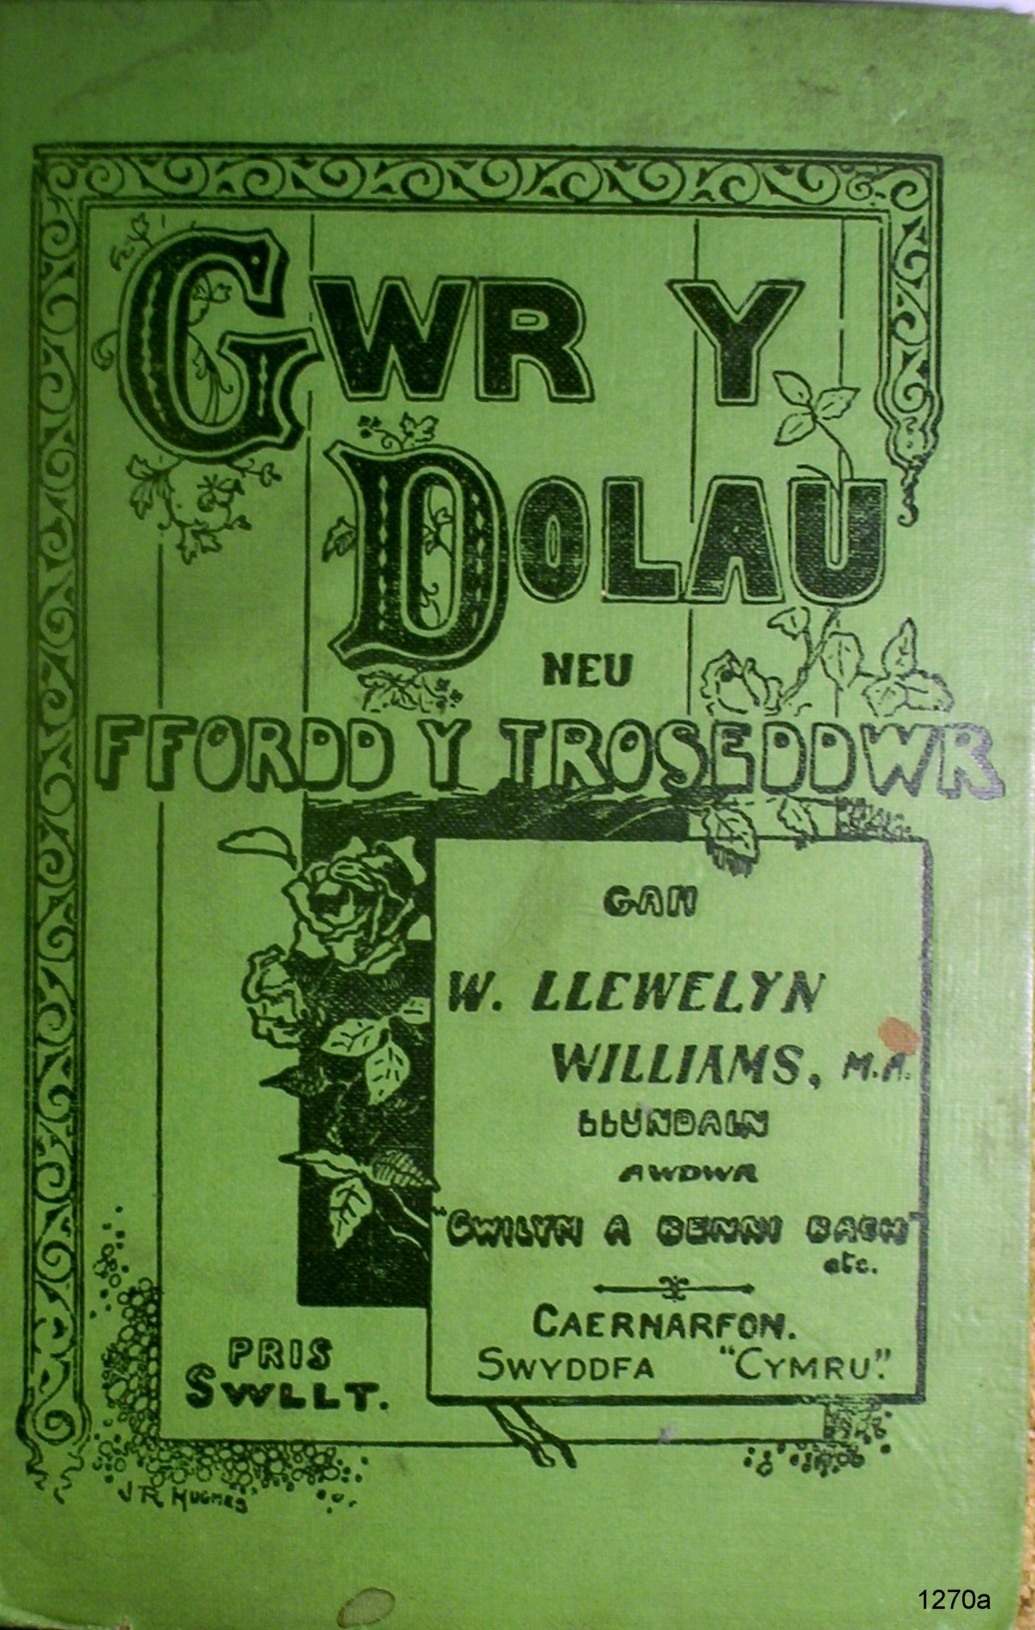 GWR Y
DOLAU
NEU
FFORDD Y TROSEDDWR
GAN
W. LLEWELYN
WILLIAMS, M.A.
LLUNDAIN
AWDWR
"GWILYM A BENNI BACH"
etc.
CAERNARFON.
SWYDDFA "CYMRU".
PRIS
SWLLT.
J R HUGHES
1270a